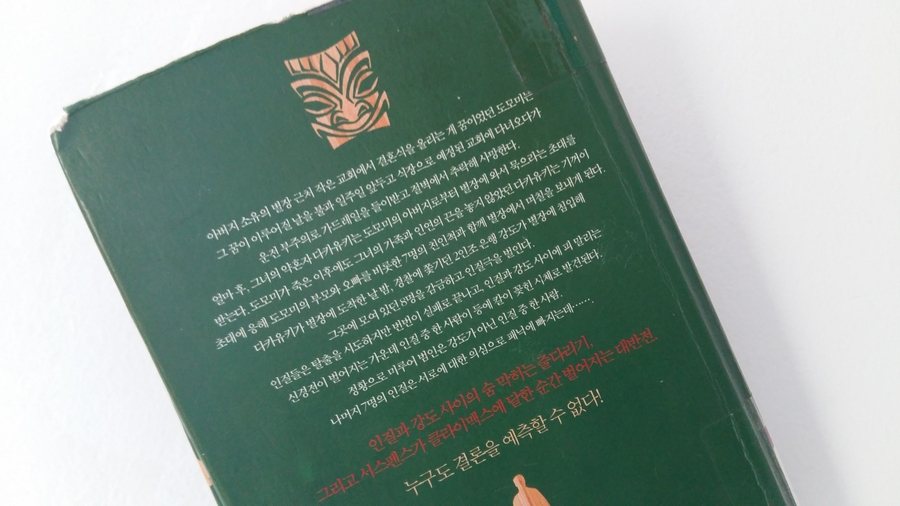 아버지 소유의 별장 근처 작은 교회에서 결혼식을 올리는 게 꿈이었던 도모미는
그 꿈이 이루어질 날을 불과 일주일 앞두고 식장으로 예정된 교회에 다녀오다가
운전 부주의로 가드레일을 들이받고 절벽에서 추락해 사망한다.
얼마 후, 그녀의 약혼자 다카유키는 도모미의 아버지로부터 별장에 와서 묵으라는 초대를
받는다. 도모미가 죽은 이후에도 그녀의 가족과 인연의 끈을 놓지 않았던 다카유키는 기꺼이
초대에 응해 도모미의 부모와 오빠를 비롯한 7명의 친인척과 함께 별장에서 며칠을 보내게 된다.
다카유키가 별장에 도착한 날 밤, 경찰에 쫓기던 2인조 은행 강도가 별장에 침입해
그곳에 모여 있던 8명을 감금하고 인질극을 벌인다.
인질들은 탈출을 시도하지만 번번이 실패로 끝나고, 인질과 강도 사이에 피 말리는
신경전이 벌어지는 가운데 인질 중 한 사람이 등에 칼이 꽂힌 시체로 발견된다.
정황으로 미루어 범인은 강도가 아닌 인질 중 한 사람.
나머지 7명의 인질은 서로에 대한 의심으로 패닉에 빠지는데…….
인질과 강도 사이의 숨 막히는 줄다리기,
그리고 서스펜스가 클라이맥스에 달한 순간 벌어지는 대반전.
누구도 결론을 예측할 수 없다!